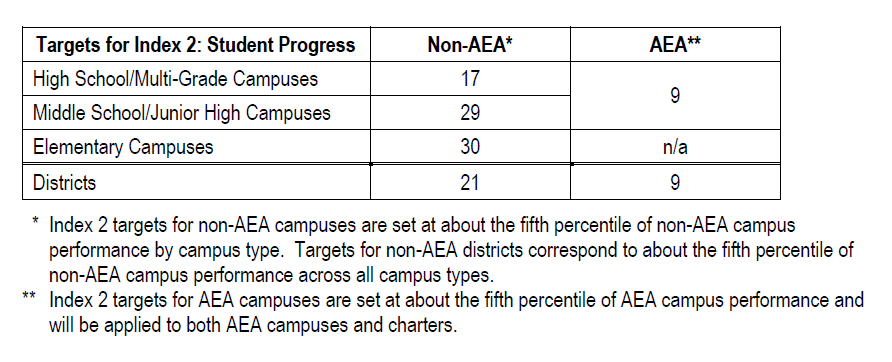 Targets for Index 2: Student Progress Non-AEA* AEA**
High School/Multi-Grade Campuses 17
9
Middle School/Junior High Campuses 29
Elementary Campuses 30 n/a
Districts 21 9
* Index 2 targets for non-AEA campuses are set at about the fifth percentile of non-AEA campus
performance by campus type. Targets for non-AEA districts correspond to about the fifth percentile of
non-AEA campus performance across all campus types.
** Index 2 targets for AEA campuses are set at about the fifth percentile of AEA campus performance and
will be applied to both AEA campuses and charters.